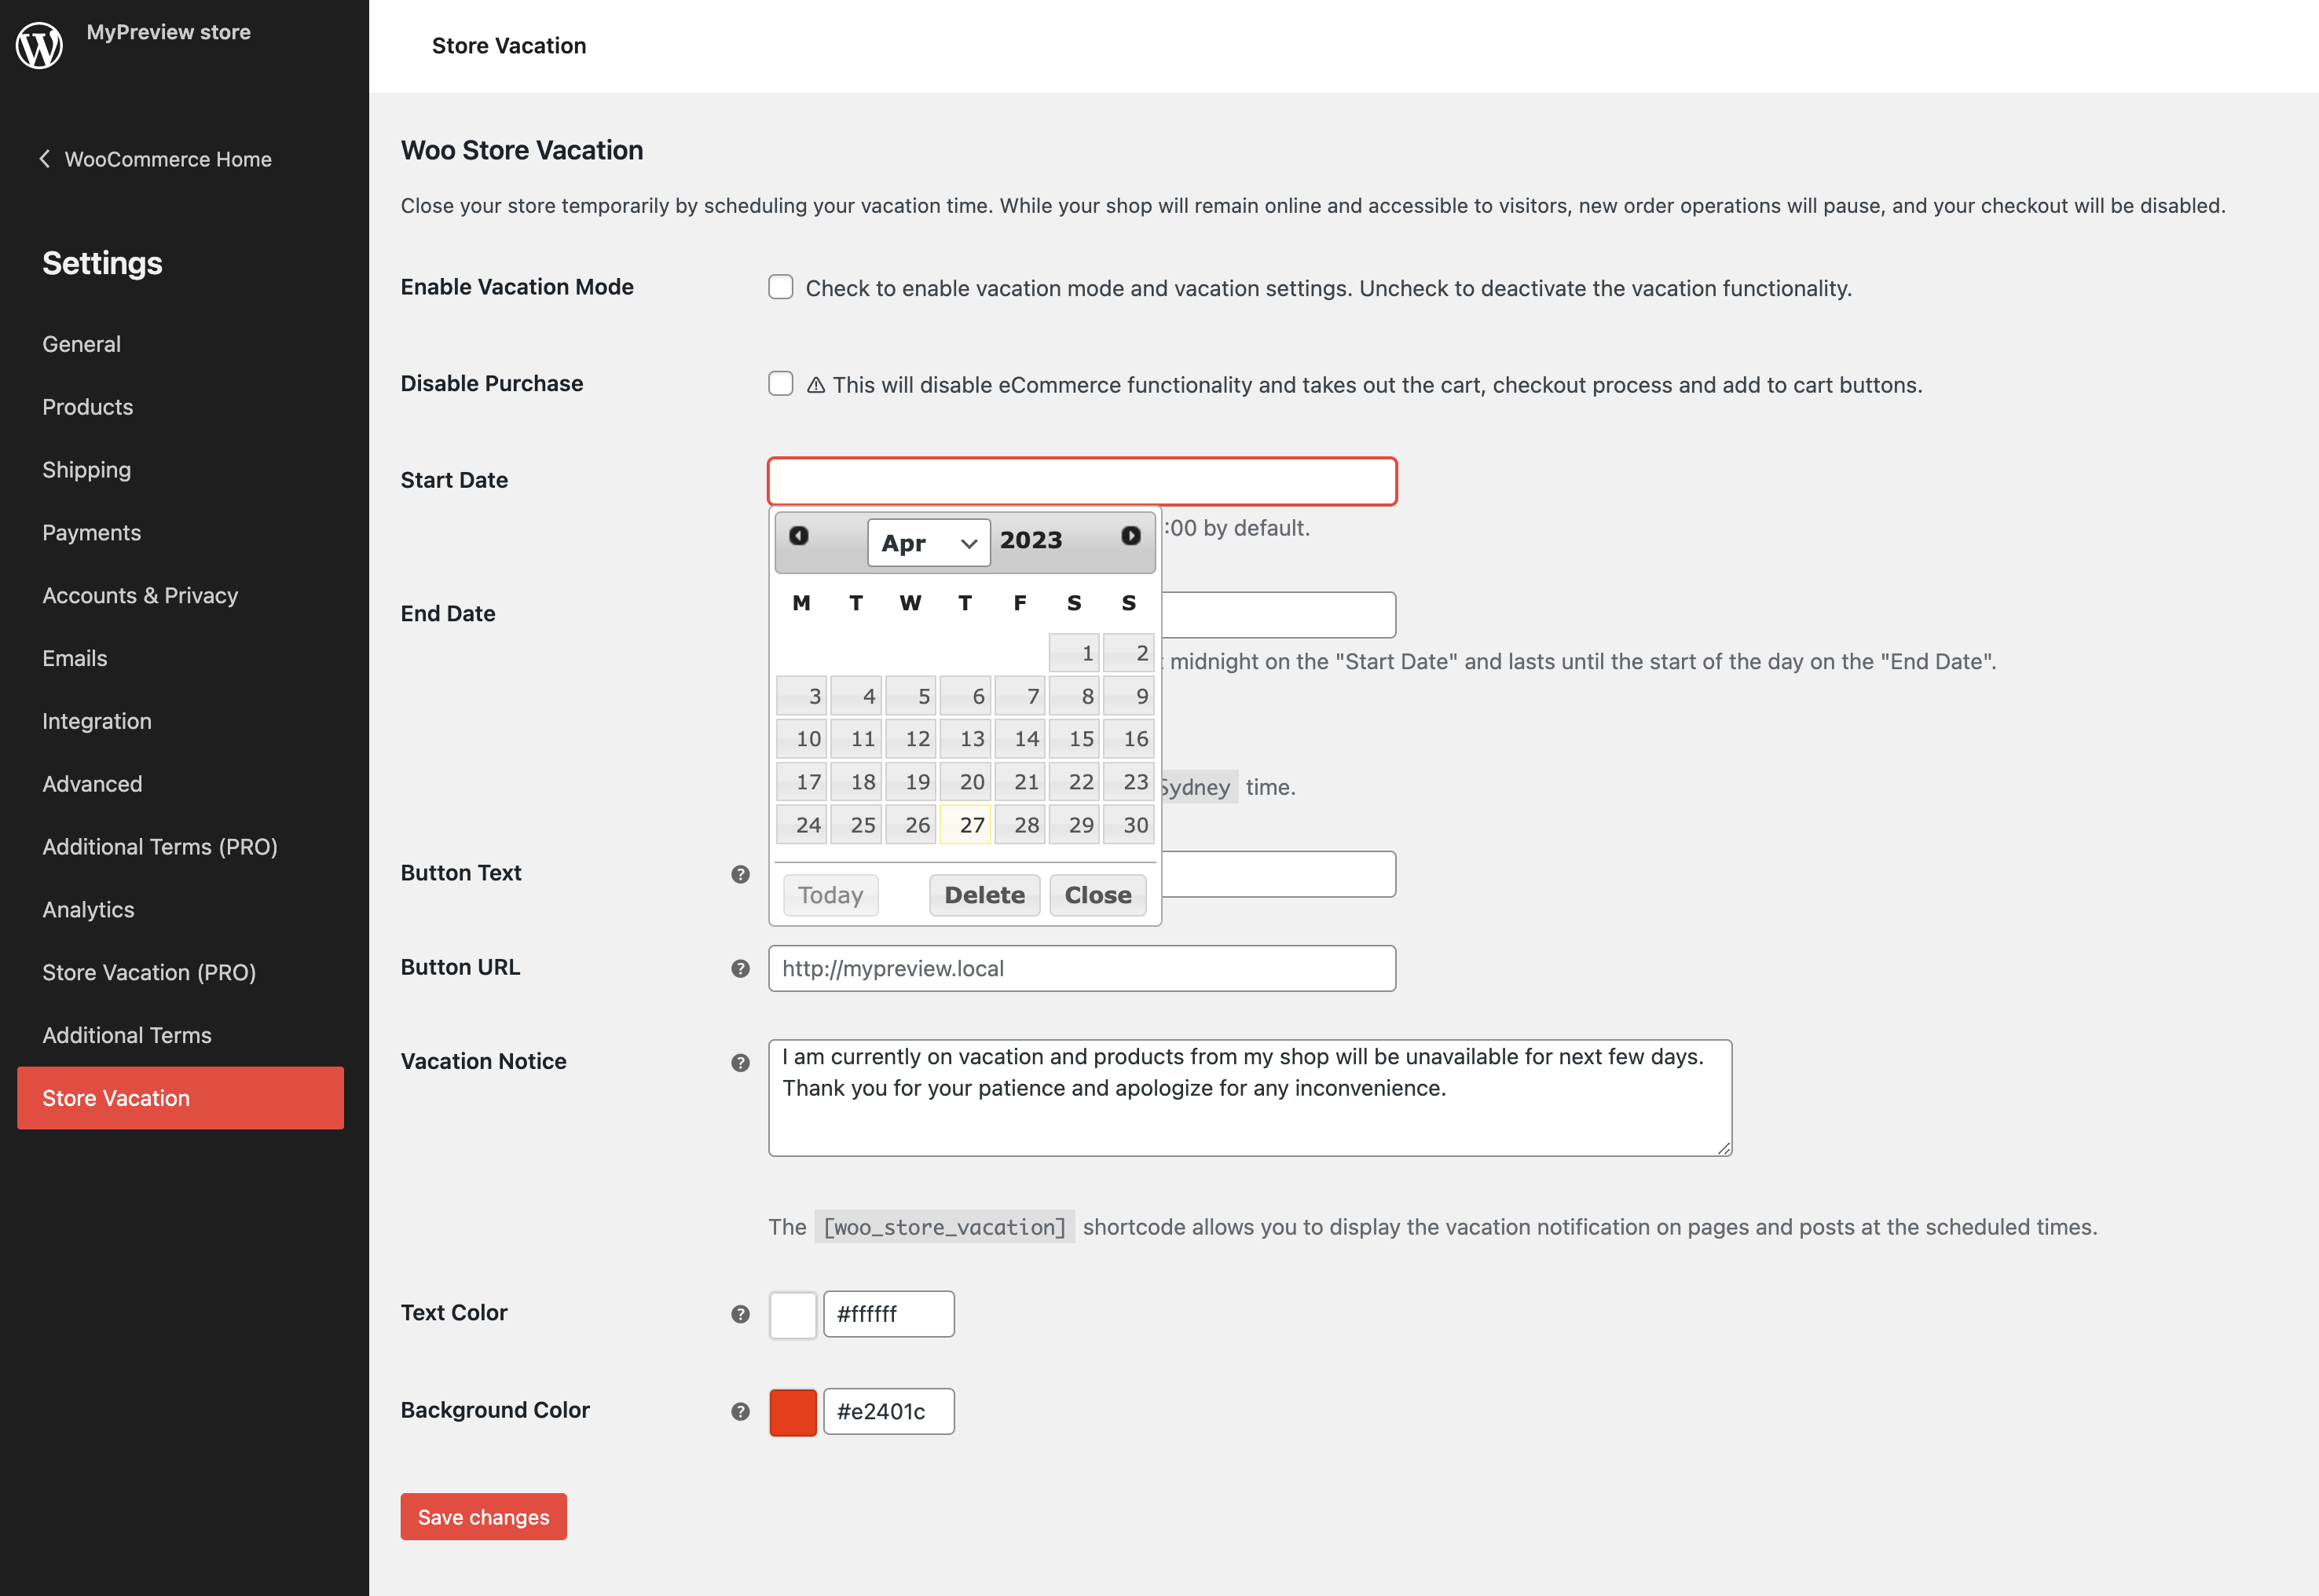 MyPreview store
Store Vacation
WooCommerce Home
Settings
General
Products
Shipping
Payments
Accounts & Privacy
Emails
Integration
Advanced
Additional Terms (PRO)
Analytics
Store Vacation (PRO)
Additional Terms
Store Vacation
Woo Store Vacation
Close your store temporarily by scheduling your vacation time. While your shop will remain online and accessible to visitors, new order operations will pause, and your checkout will be disabled.
Enable Vacation Mode
Check to enable vacation mode and vacation settings. Uncheck to deactivate the vacation functionality.
Disable Purchase
⚠ This will disable eCommerce functionality and takes out the cart, checkout process and add to cart buttons.
Start Date
:00 by default.
Apr 2023
M T W T F S S
1 2
3 4 5 6 7 8 9
10 11 12 13 14 15 16
17 18 19 20 21 22 23
24 25 26 27 28 29 30
Today Delete Close
End Date
midnight on the "Start Date" and lasts until the start of the day on the "End Date".
Sydney time.
Button Text ?
Button URL ?
http://mypreview.local
Vacation Notice ?
I am currently on vacation and products from my shop will be unavailable for next few days.
Thank you for your patience and apologize for any inconvenience.
The [woo_store_vacation] shortcode allows you to display the vacation notification on pages and posts at the scheduled times.
Text Color ?
#ffffff
Background Color ?
#e2401c
Save changes